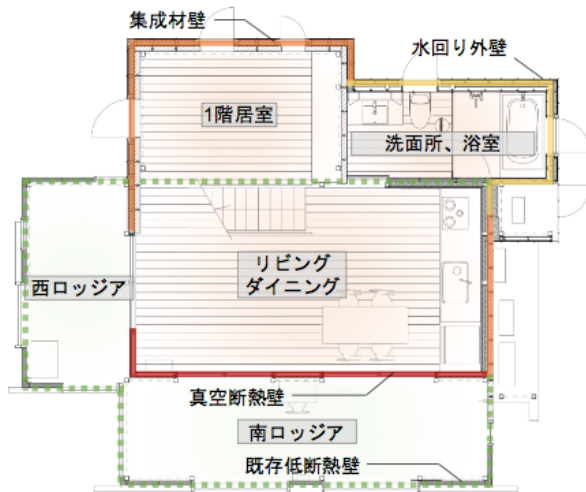 集成材壁
水回り外壁
1階居室
洗面所、浴室
西ロッジア
リビング
ダイニング
真空断熱壁
南ロッジア
既存低断熱壁